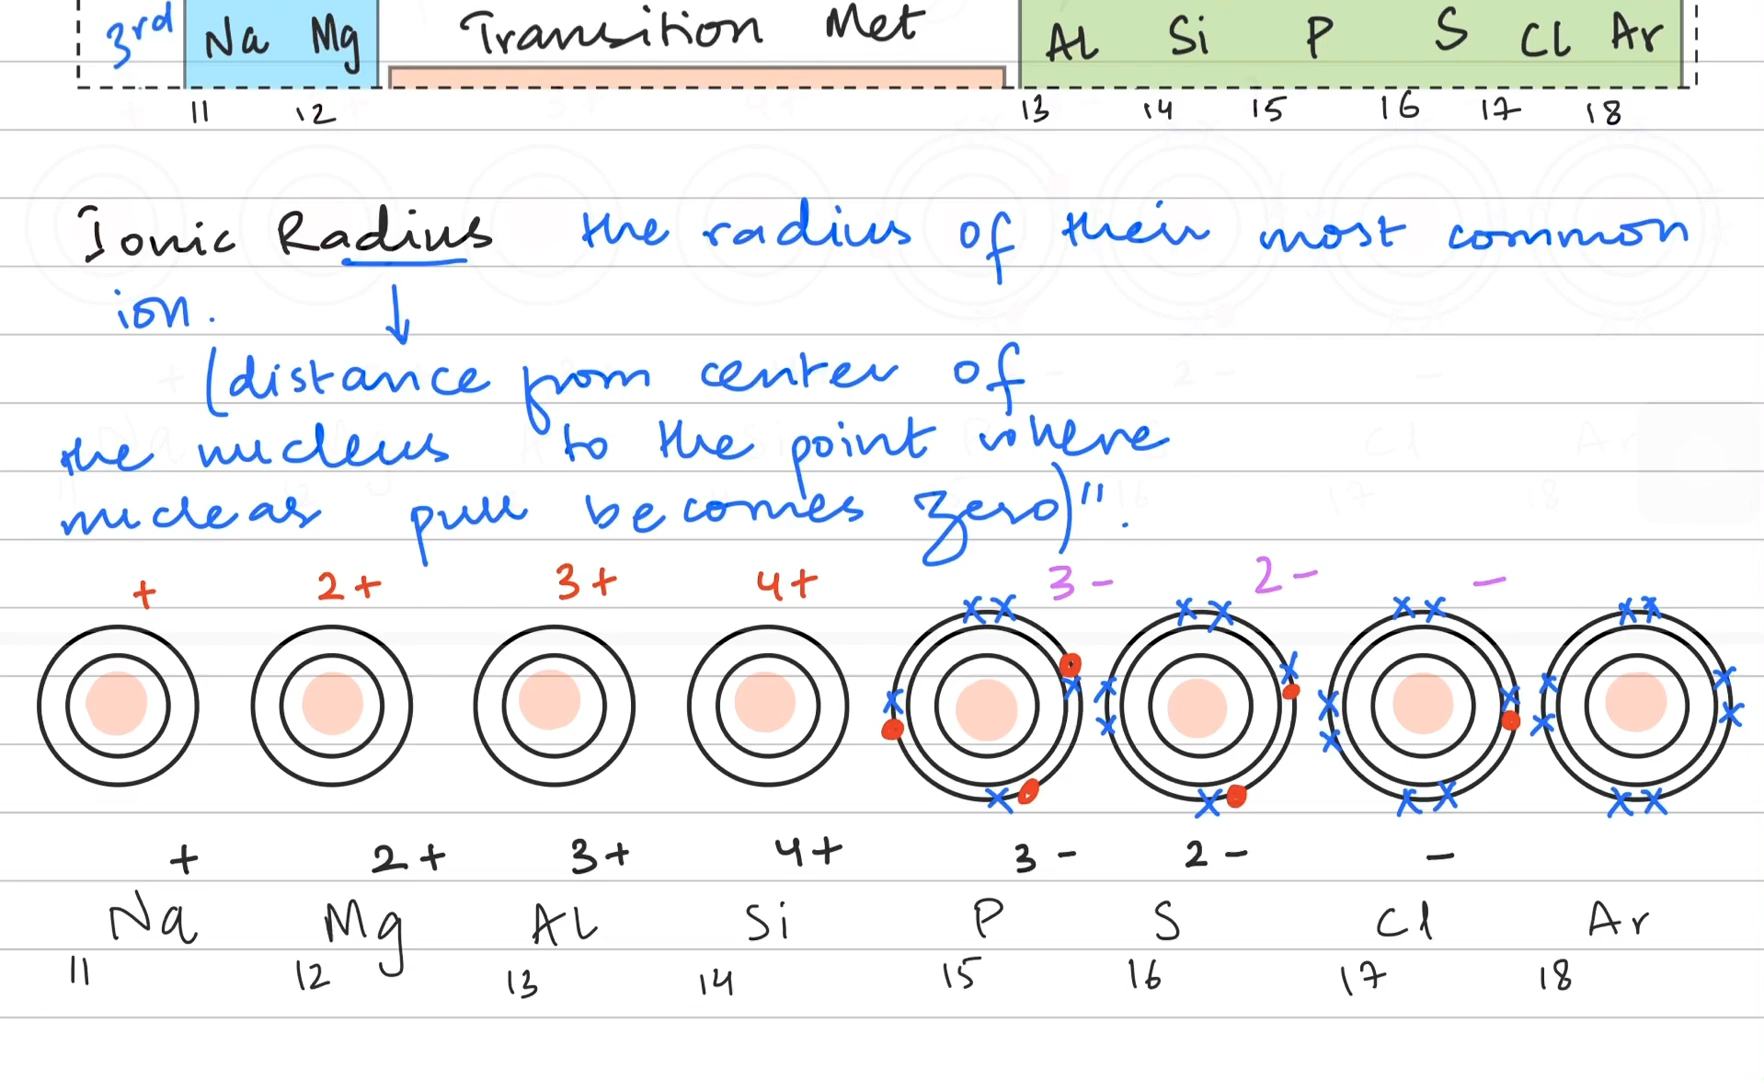 3rd Na Mg Transition Met Al Si P S Cl Ar
11 12 13 14 15 16 17 18
Ionic Radius the radius of their most common
ion. ↓
(distance from center of
the nucleus to the point where
nucleas pull becomes zero)".
+ 2+ 3+ 4+ 3- 2- -
+ 2+ 3+ 4+ 3- 2- -
Na Mg Al Si P S Cl Ar
11 12 13 14 15 16 17 18